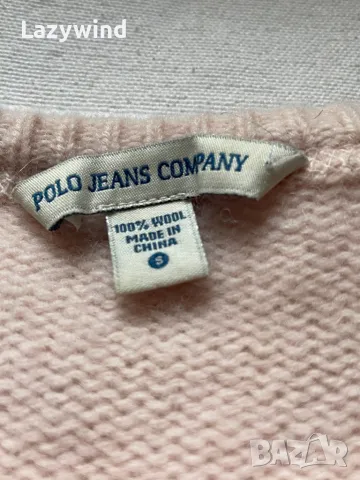 Lazywind
POLO JEANS COMPANY
100% WOOL
MADE IN
CHINA
S
BAZAR